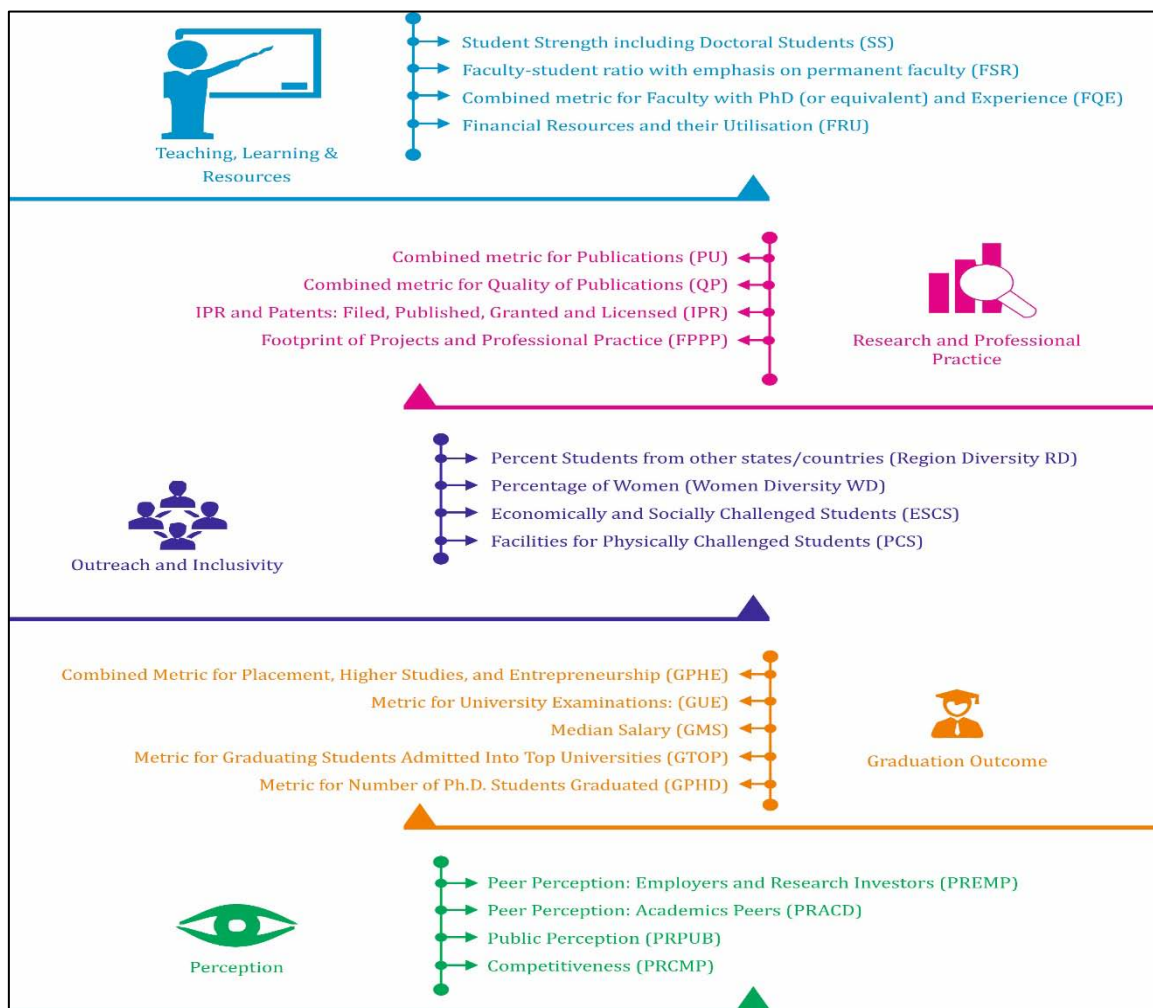 Student Strength including Doctoral Students (SS)
Faculty-student ratio with emphasis on permanent faculty (FSR)
Combined metric for Faculty with PhD (or equivalent) and Experience (FQE)
Financial Resources and their Utilisation (FRU)
Teaching, Learning &
Resources
Combined metric for Publications (PU)
Combined metric for Quality of Publications (QP)
IPR and Patents: Filed, Published, Granted and Licensed (IPR)
Footprint of Projects and Professional Practice (FPPP)
Research and Professional
Practice
Percent Students from other states/countries (Region Diversity RD)
Percentage of Women (Women Diversity WD)
Economically and Socially Challenged Students (ESCS)
Facilities for Physically Challenged Students (PCS)
Outreach and Inclusivity
Combined Metric for Placement, Higher Studies, and Entrepreneurship (GPHE)
Metric for University Examinations: (GUE)
Median Salary (GMS)
Metric for Graduating Students Admitted Into Top Universities (GTOP)
Metric for Number of Ph.D. Students Graduated (GPHD)
Graduation Outcome
Peer Perception: Employers and Research Investors (PREMP)
Peer Perception: Academics Peers (PRACD)
Public Perception (PRPUB)
Competitiveness (PRCMP)
Perception